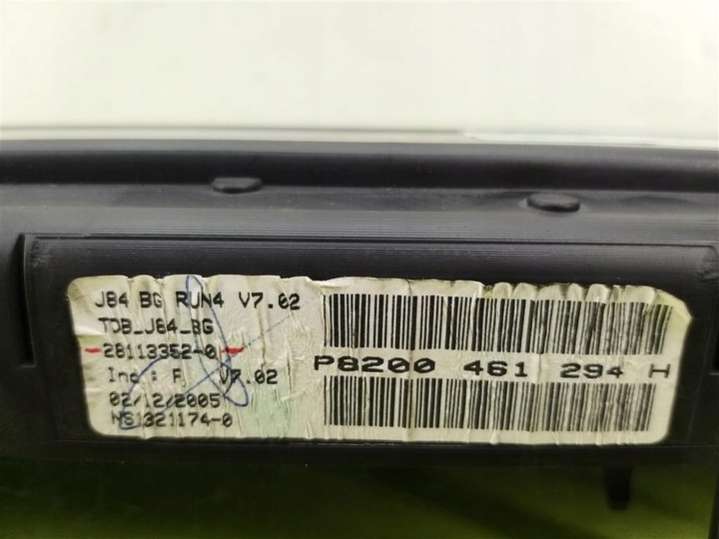 J84 BG RUN4 V7.02
TDB_J84_BG
28113352-0
Ind: F V7.02
02/12/2005
NS1321174-0
P8200 461 294 H